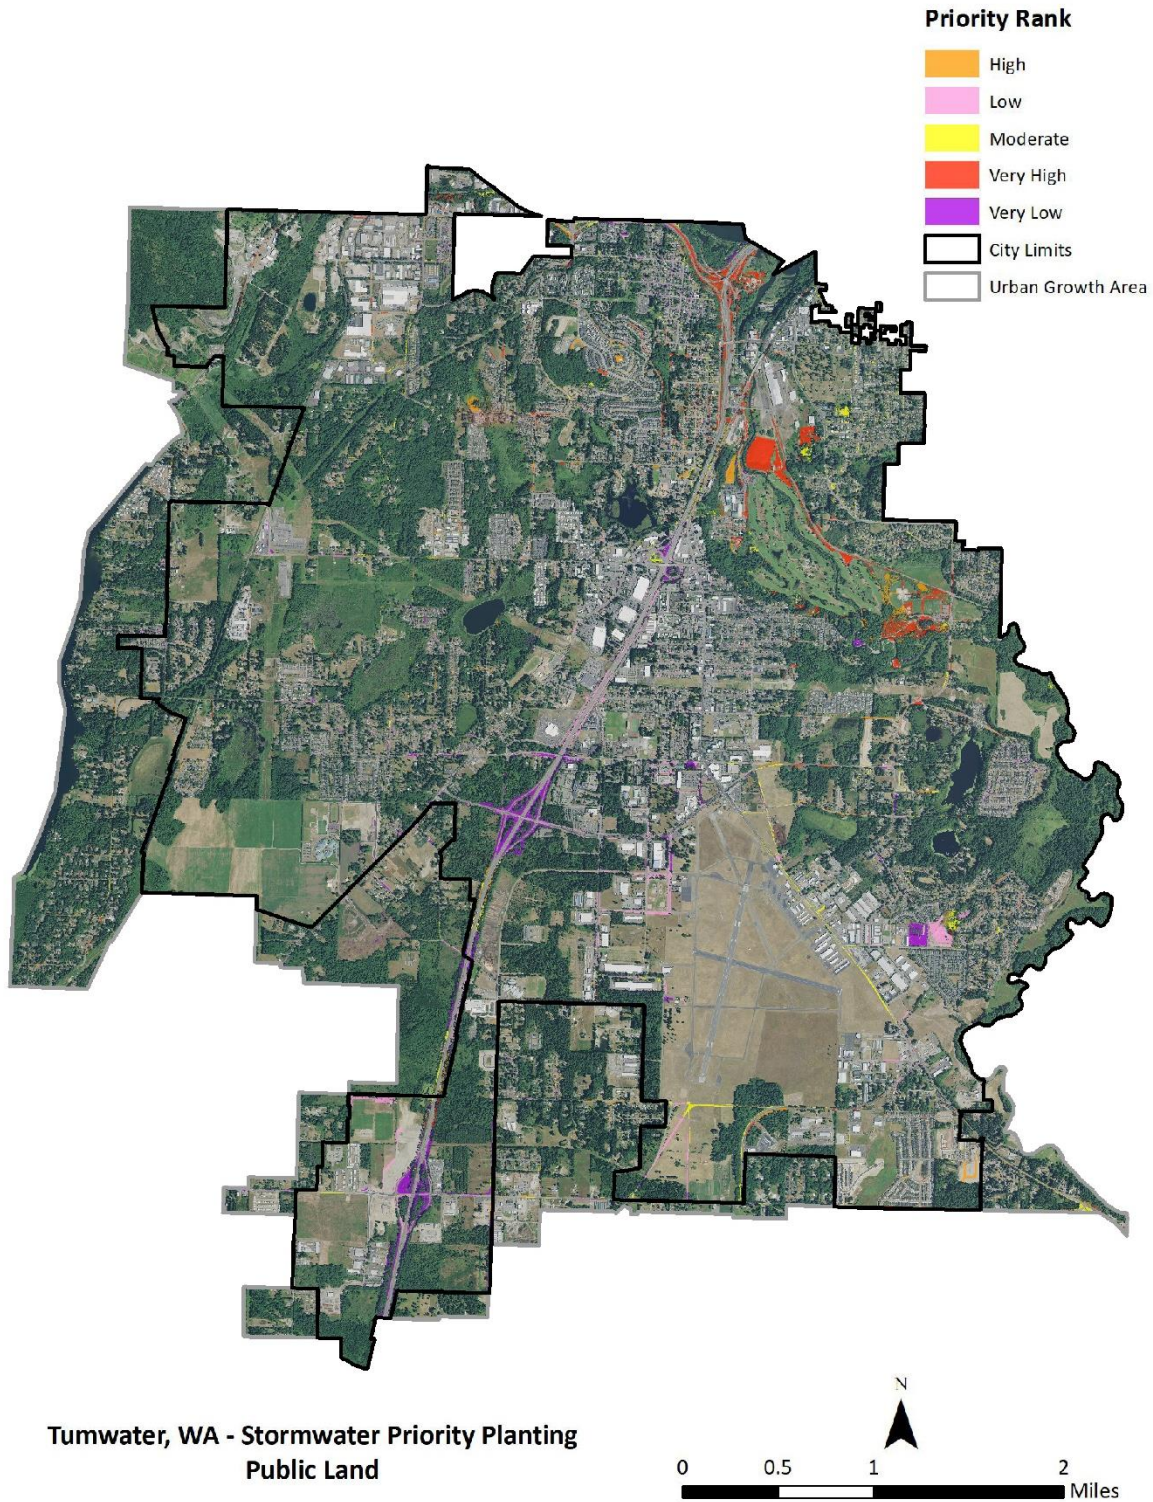 Priority Rank
High
Low
Moderate
Very High
Very Low
City Limits
Urban Growth Area
Tumwater, WA - Stormwater Priority Planting
Public Land
N
0 0.5 1 2
Miles